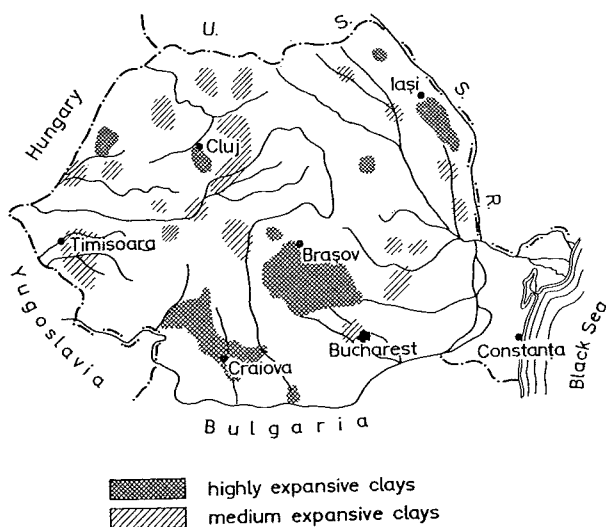 U. S. S. R.
Hungary
Iași
Cluj
Timisoara
Brașov
Yugoslavia
Bucharest
Constanța
Craiova
Black Sea
Bulgaria
highly expansive clays
medium expansive clays